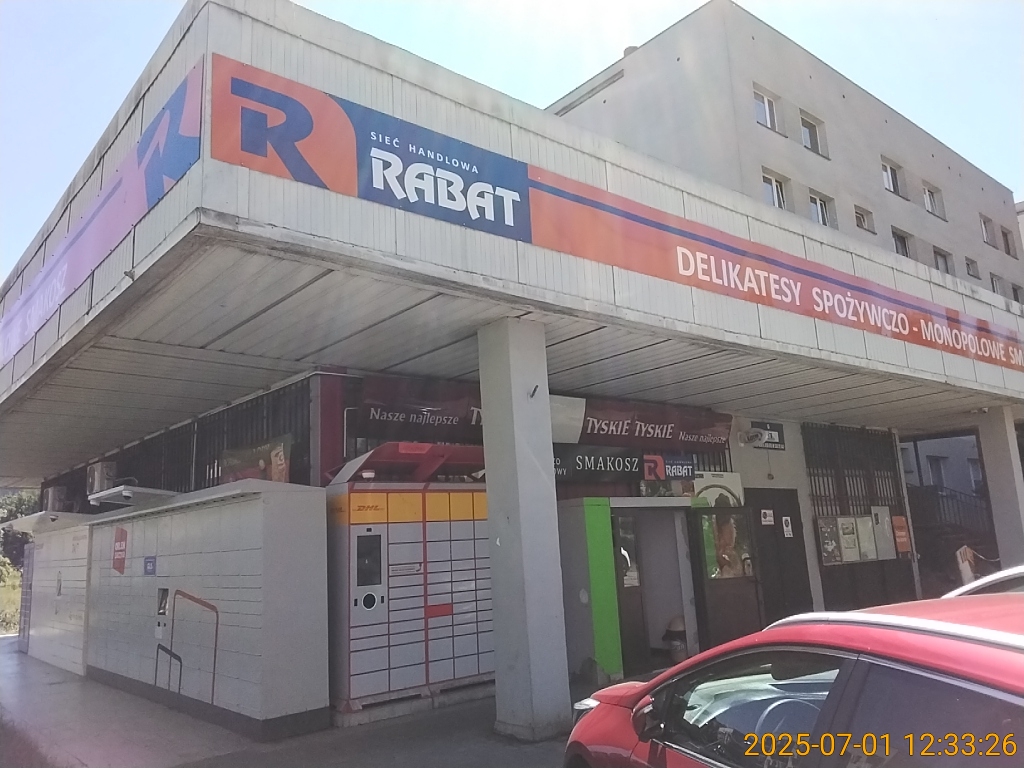 R
SIEĆ HANDLOWA
RABAT
DELIKATESY SPOŻYWCZO - MONOPOLOWE SM
Nasze najlepsze
TYSKIE TYSKIE
Nasze najlepsze
SMAKOSZ
R RABAT
DHL
2025-07-01 12:33:26